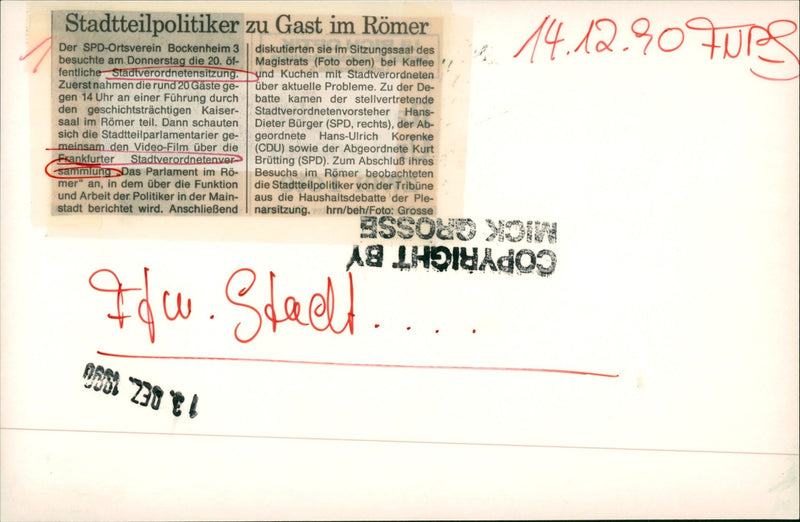 Stadtteilpolitiker zu Gast im Römer
Der SPD-Ortsverein Bockenheim 3
besuchte am Donnerstag die 20. öf-
fentliche Stadtverordnetensitzung.
Zuerst nahmen die rund 20 Gäste ge-
gen 14 Uhr an einer Führung durch
den geschichtsträchtigen Kaiser-
saal im Römer teil. Dann schauten
sich die Stadtteilparlamentarier ge-
meinsam den Video-Film über die
Frankfurter Stadtverordnetenver-
sammlung „Das Parlament im Rö-
mer“ an, in dem über die Funktion
und Arbeit der Politiker in der Main-
stadt berichtet wird. Anschließend
diskutierten sie im Sitzungssaal des
Magistrats (Foto oben) bei Kaffee
und Kuchen mit Stadtverordneten
über aktuelle Probleme. Zu der De-
batte kamen der stellvertretende
Stadtverordnetenvorsteher Hans-
Dieter Bürger (SPD, rechts), der Ab-
geordnete Hans-Ulrich Korenke
(CDU) sowie der Abgeordnete Kurt
Brütting (SPD). Zum Abschluß ihres
Besuchs im Römer beobachteten
die Stadtteilpolitiker von der Tribüne
aus die Haushaltsdebatte der Ple-
narsitzung. hrn/beh/Foto: Grosse
14.12.90 FNP
COPYRIGHT BY
MICK GROSSE
Ffm. Stadt.....
13. DEZ. 1990